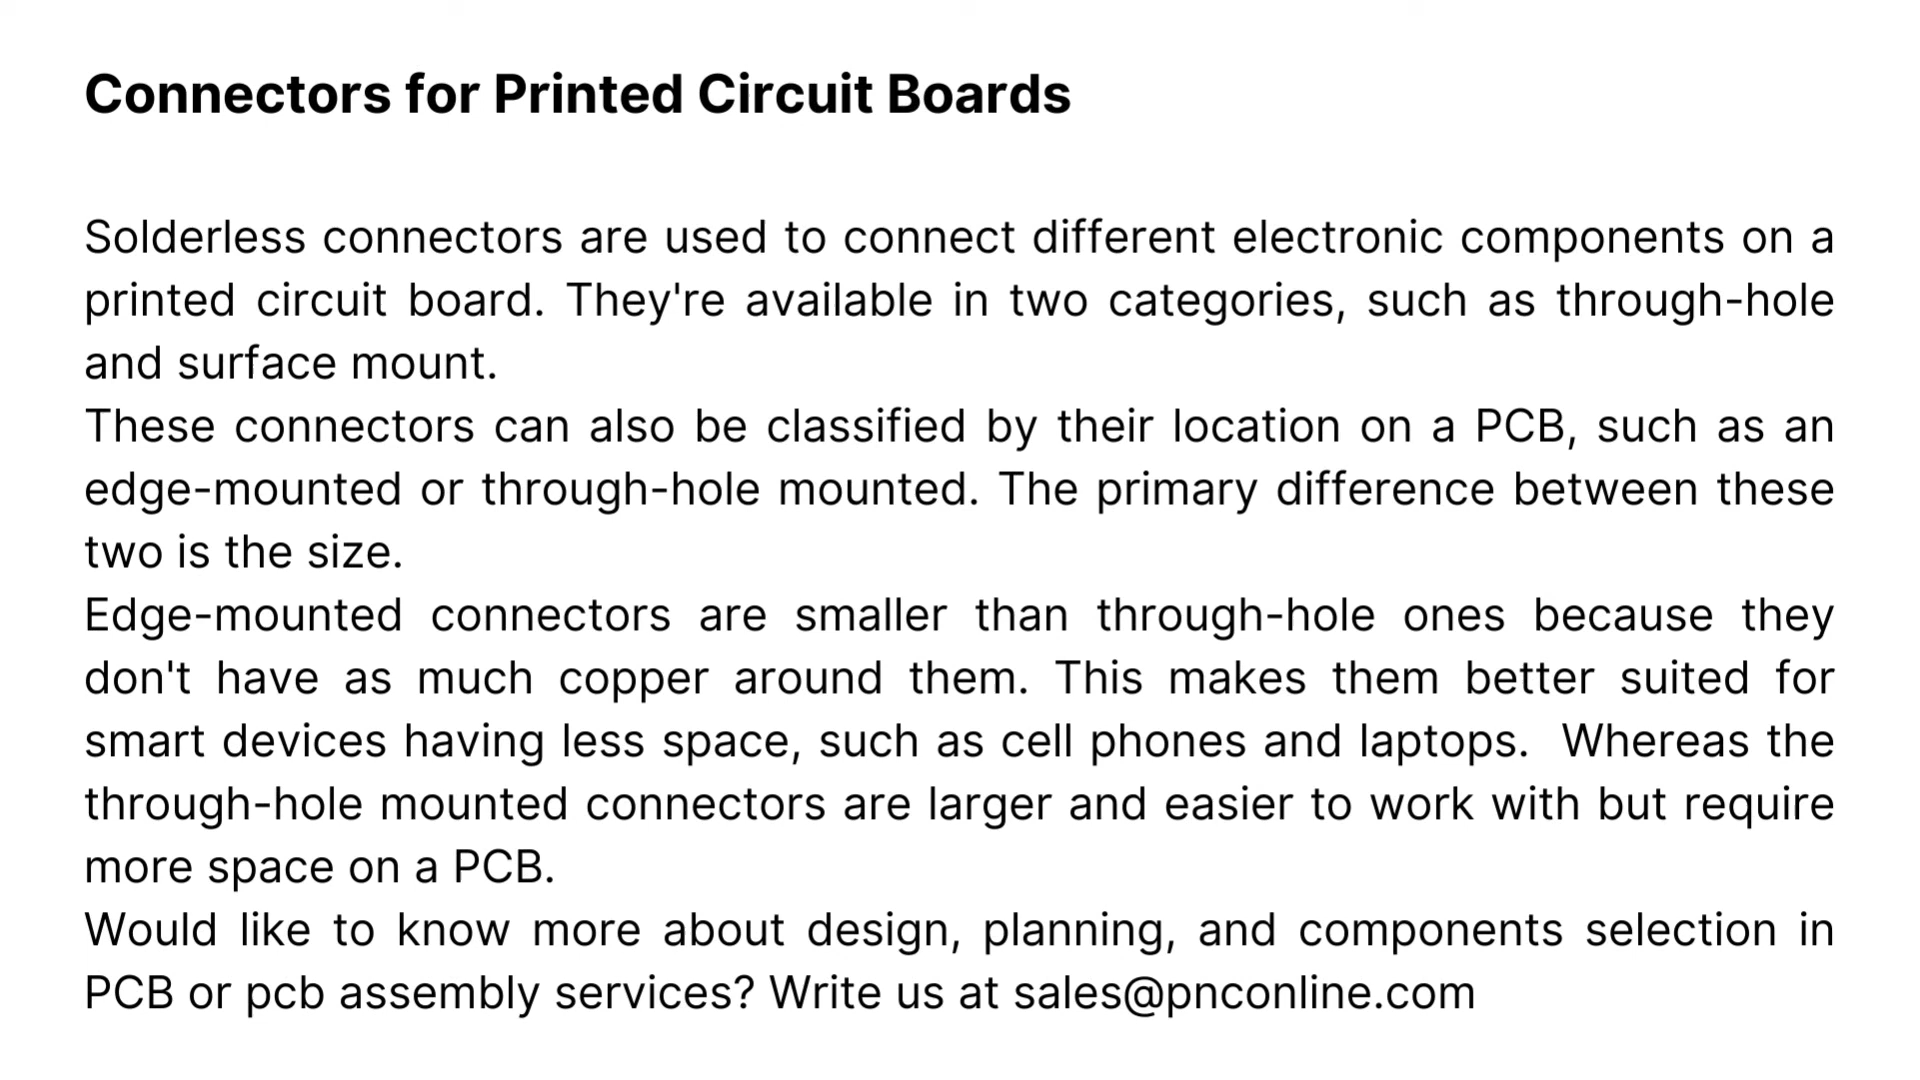 Connectors for Printed Circuit Boards
Solderless connectors are used to connect different electronic components on a
printed circuit board. They're available in two categories, such as through-hole
and surface mount.
These connectors can also be classified by their location on a PCB, such as an
edge-mounted or through-hole mounted. The primary difference between these
two is the size.
Edge-mounted connectors are smaller than through-hole ones because they
don't have as much copper around them. This makes them better suited for
smart devices having less space, such as cell phones and laptops.  Whereas the
through-hole mounted connectors are larger and easier to work with but require
more space on a PCB.
Would like to know more about design, planning, and components selection in
PCB or pcb assembly services? Write us at sales@pnconline.com